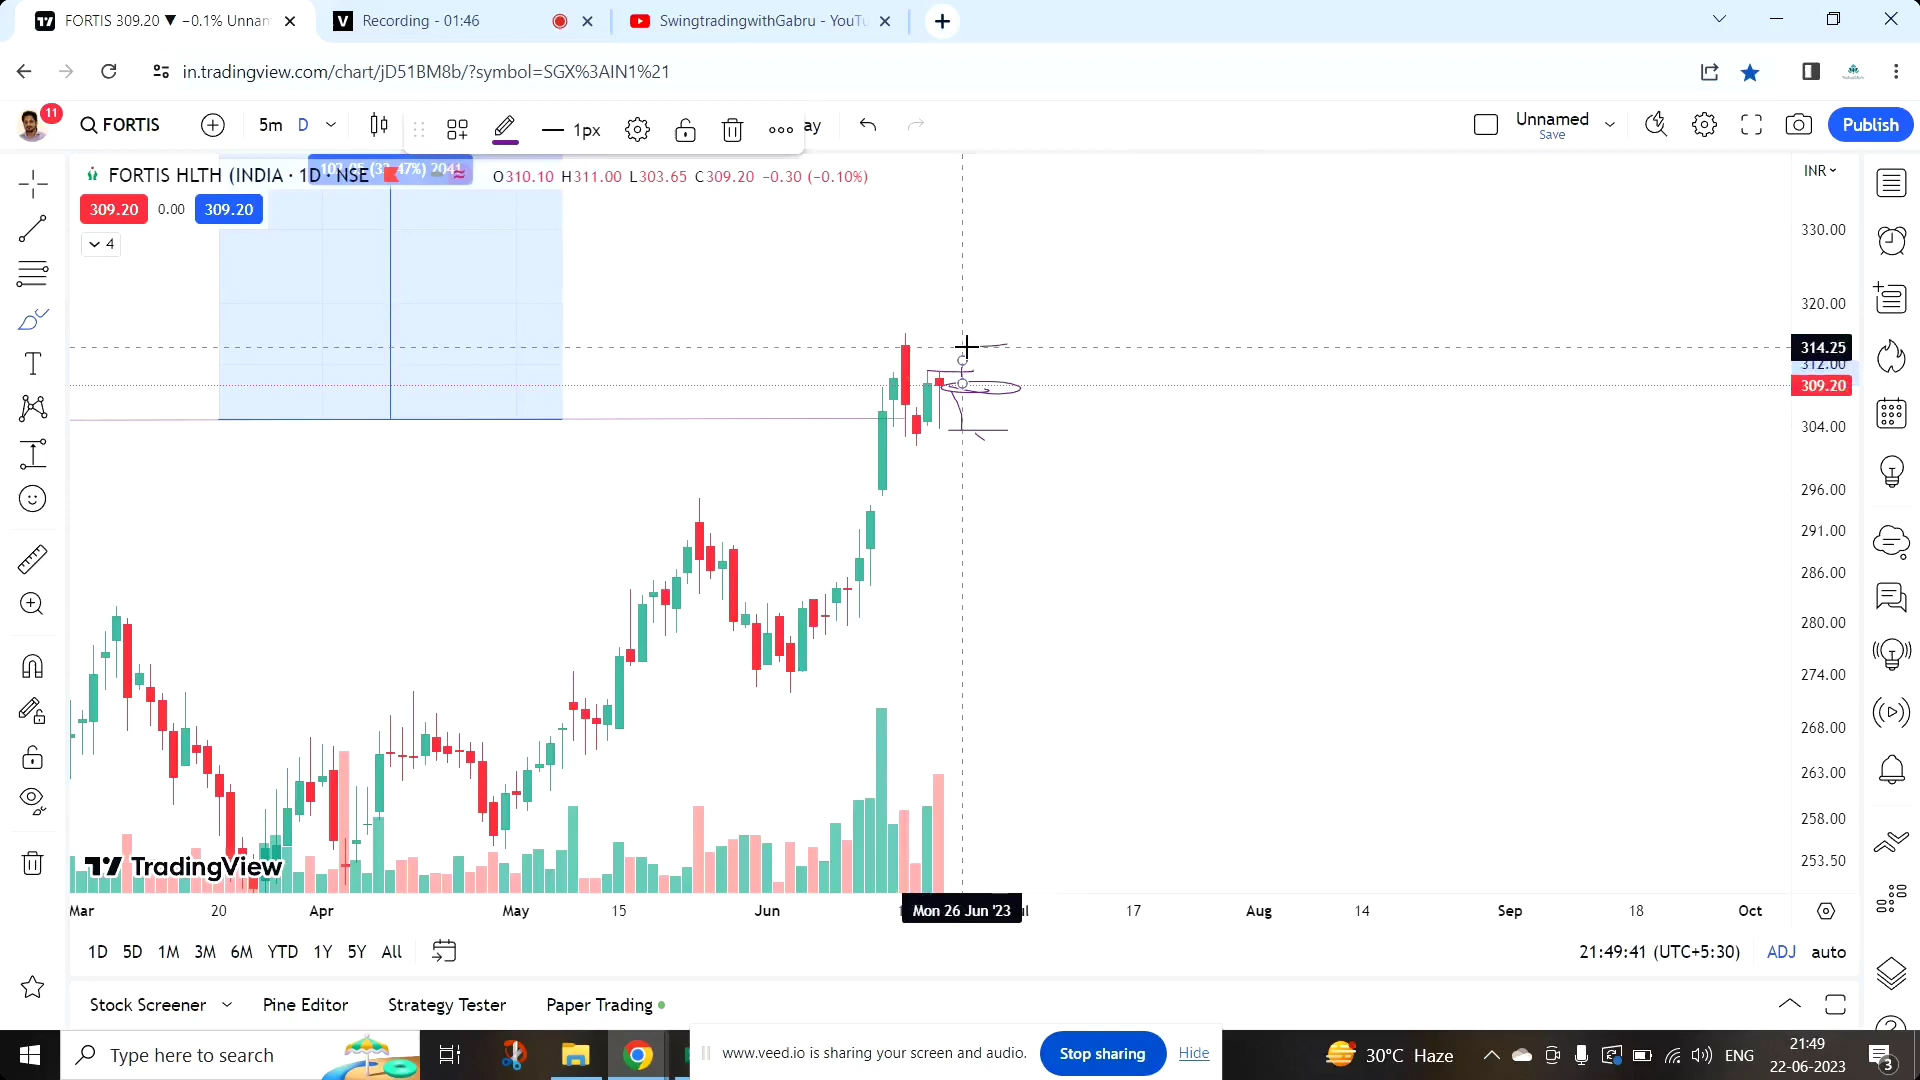 FORTIS 309.20 ▼ −0.1% Unnan
Recording - 01:46
SwingtradingwithGabru - YouTu
in.tradingview.com/chart/jD51BM8b/?symbol=SGX%3AIN1%21
11
FORTIS
5m
D
1px
ay
Unnamed
Save
Publish
FORTIS HLTH (INDIA · 1D · NSE
O310.10 H311.00 L303.65 C309.20 −0.30 (−0.10%)
INR
309.20
0.00
309.20
4
330.00
320.00
314.25
312.00
309.20
304.00
296.00
291.00
286.00
280.00
274.00
268.00
263.00
258.00
253.50
TradingView
Mar
20
Apr
May
15
Jun
Mon 26 Jun '23
17
Aug
14
Sep
18
Oct
1D
5D
1M
3M
6M
YTD
1Y
5Y
All
21:49:41 (UTC+5:30)
ADJ
auto
Stock Screener
Pine Editor
Strategy Tester
Paper Trading
Type here to search
www.veed.io is sharing your screen and audio.
Stop sharing
Hide
30°C Haze
ENG
21:49
22-06-2023
3